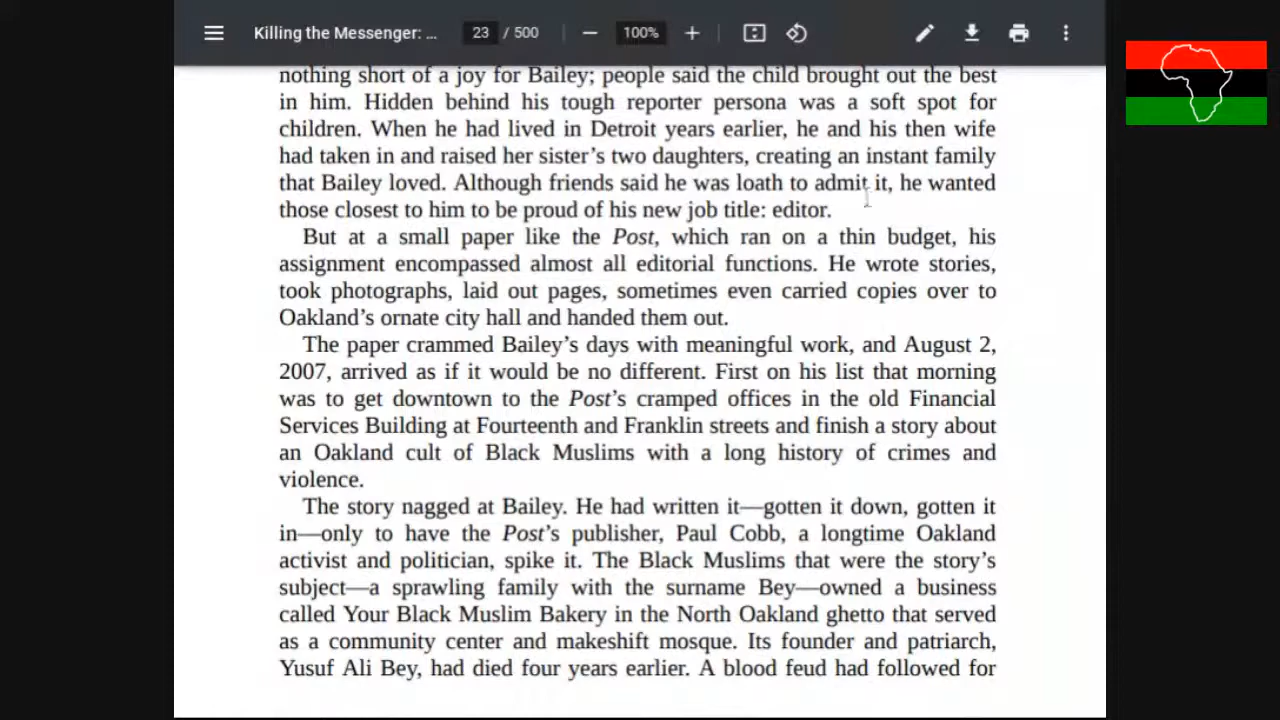 Killing the Messenger: ...
23 / 500
100%
nothing short of a joy for Bailey; people said the child brought out the best
in him. Hidden behind his tough reporter persona was a soft spot for
children. When he had lived in Detroit years earlier, he and his then wife
had taken in and raised her sister’s two daughters, creating an instant family
that Bailey loved. Although friends said he was loath to admit it, he wanted
those closest to him to be proud of his new job title: editor.
But at a small paper like the Post, which ran on a thin budget, his
assignment encompassed almost all editorial functions. He wrote stories,
took photographs, laid out pages, sometimes even carried copies over to
Oakland’s ornate city hall and handed them out.
The paper crammed Bailey’s days with meaningful work, and August 2,
2007, arrived as if it would be no different. First on his list that morning
was to get downtown to the Post’s cramped offices in the old Financial
Services Building at Fourteenth and Franklin streets and finish a story about
an Oakland cult of Black Muslims with a long history of crimes and
violence.
The story nagged at Bailey. He had written it—gotten it down, gotten it
in—only to have the Post’s publisher, Paul Cobb, a longtime Oakland
activist and politician, spike it. The Black Muslims that were the story’s
subject—a sprawling family with the surname Bey—owned a business
called Your Black Muslim Bakery in the North Oakland ghetto that served
as a community center and makeshift mosque. Its founder and patriarch,
Yusuf Ali Bey, had died four years earlier. A blood feud had followed for